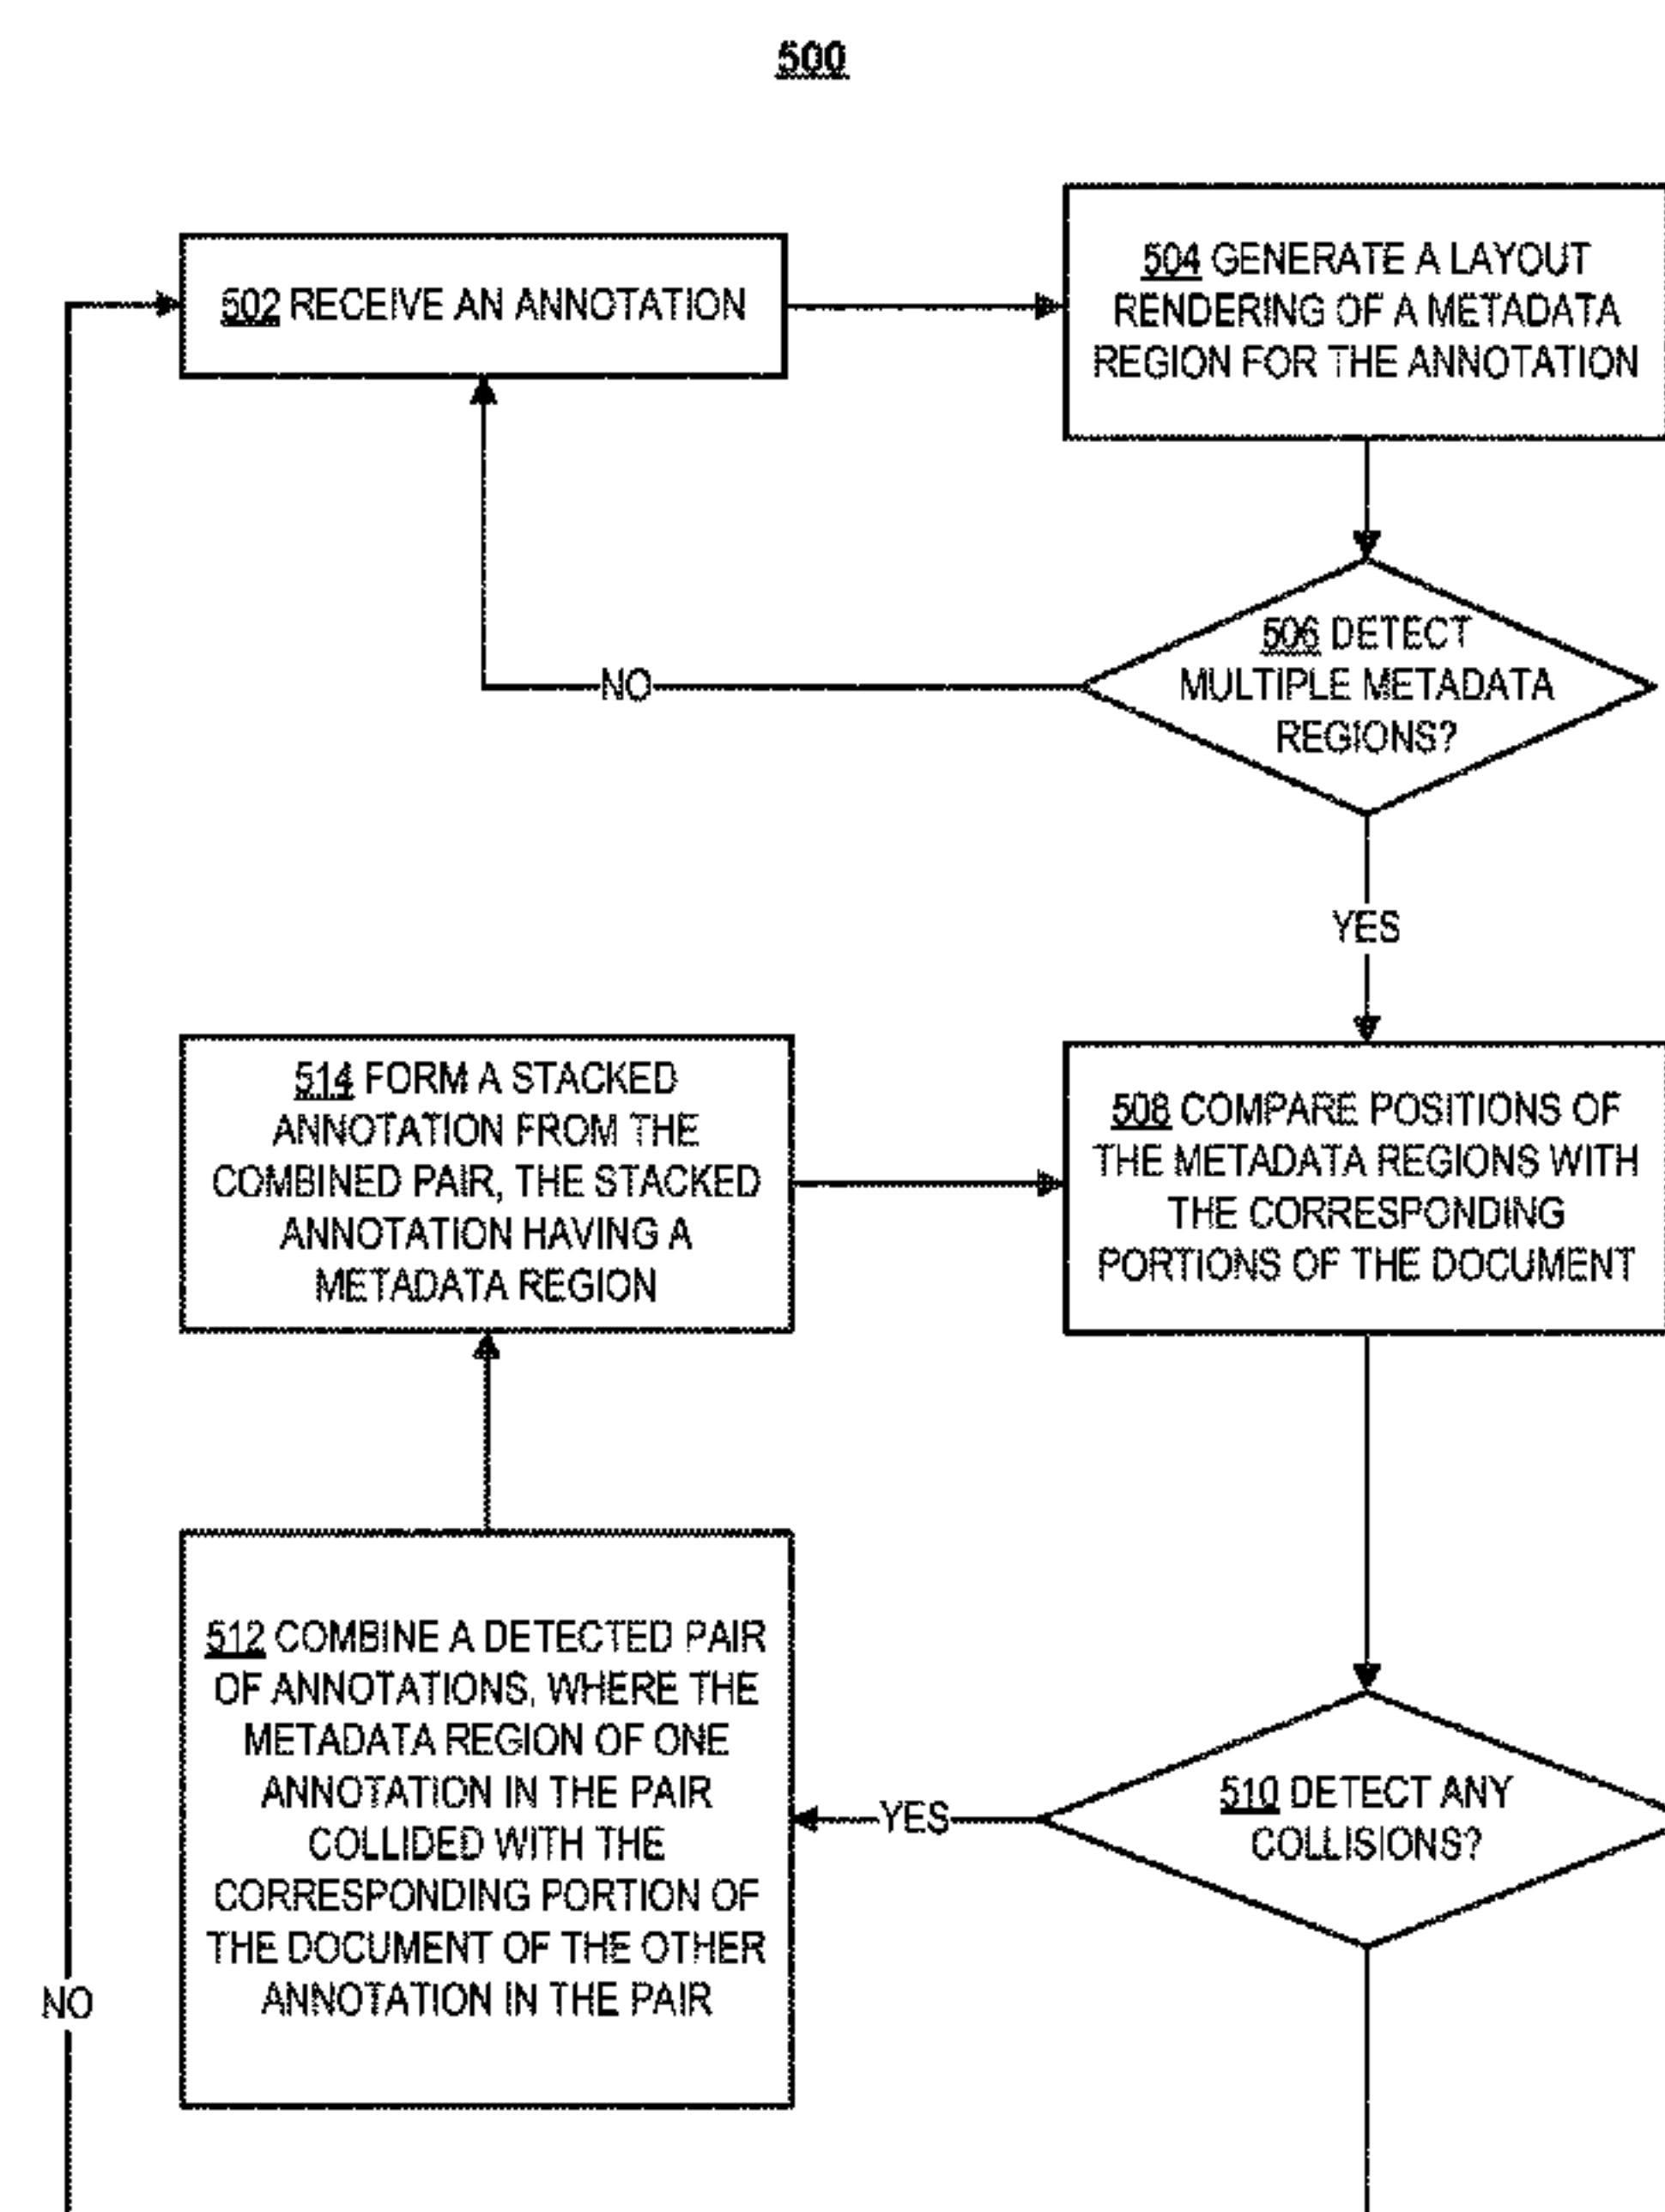 500
502 RECEIVE AN ANNOTATION
504 GENERATE A LAYOUT
RENDERING OF A METADATA
REGION FOR THE ANNOTATION
506 DETECT
MULTIPLE METADATA
REGIONS?
NO
YES
508 COMPARE POSITIONS OF
THE METADATA REGIONS WITH
THE CORRESPONDING
PORTIONS OF THE DOCUMENT
510 DETECT ANY
COLLISIONS?
YES
512 COMBINE A DETECTED PAIR
OF ANNOTATIONS, WHERE THE
METADATA REGION OF ONE
ANNOTATION IN THE PAIR
COLLIDED WITH THE
CORRESPONDING PORTION OF
THE DOCUMENT OF THE OTHER
ANNOTATION IN THE PAIR
514 FORM A STACKED
ANNOTATION FROM THE
COMBINED PAIR, THE STACKED
ANNOTATION HAVING A
METADATA REGION
NO